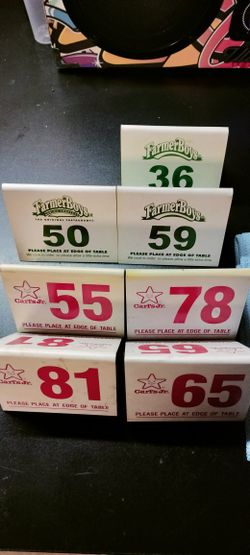 FarmerBoys
36
FarmerBoys
50
PLEASE PLACE AT EDGE OF TABLE
FarmerBoys
59
PLEASE PLACE AT EDGE OF TABLE
Carl's Jr.
55
PLEASE PLACE AT EDGE OF TABLE
Carl's Jr.
78
PLEASE PLACE AT EDGE OF TABLE
81
Carl's Jr.
81
PLEASE PLACE AT EDGE OF TABLE
65
Carl's Jr.
65
PLEASE PLACE AT EDGE OF TABLE